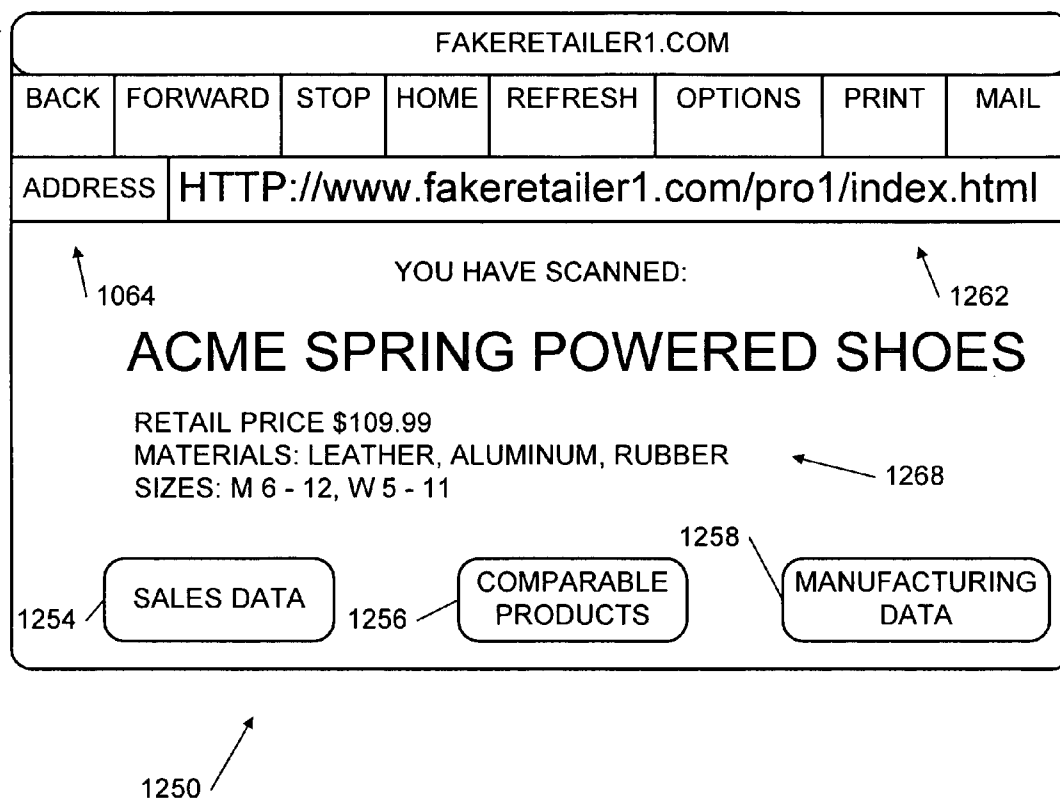 FAKERETAILER1.COM
BACK FORWARD STOP HOME REFRESH OPTIONS PRINT MAIL
ADDRESS HTTP://www.fakeretailer1.com/pro1/index.html
YOU HAVE SCANNED:
1064 1262
ACME SPRING POWERED SHOES
RETAIL PRICE $109.99
MATERIALS: LEATHER, ALUMINUM, RUBBER
1268
SIZES: M 6 - 12, W 5 - 11
1258
COMPARABLE MANUFACTURING
SALES DATA
1254 1256 PRODUCTS DATA
1250